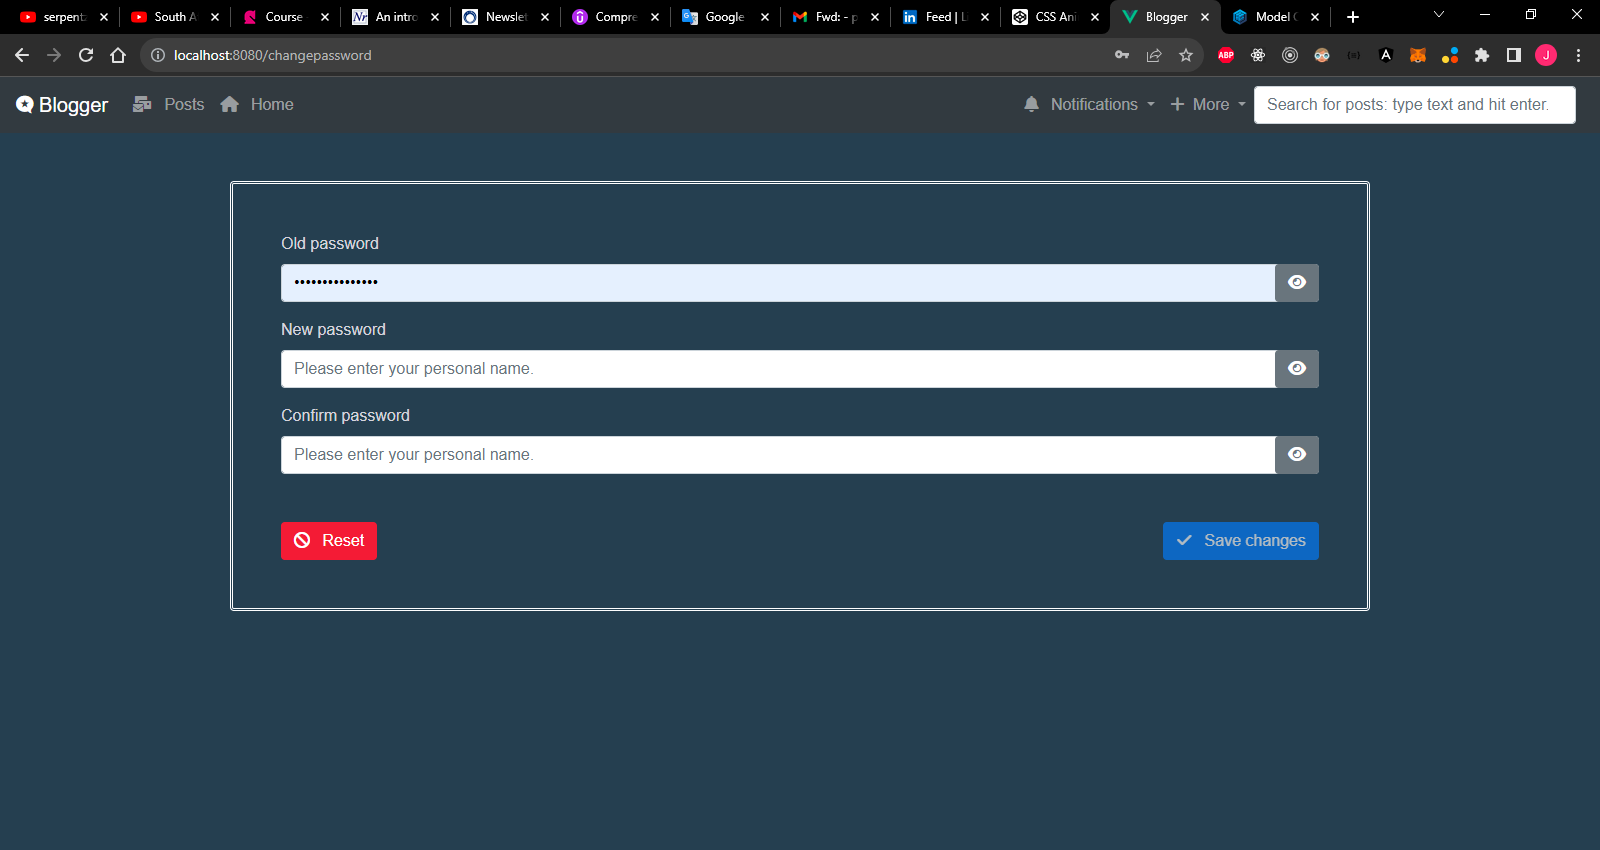 serpent
South A
Course
Nr An intro
Newslet
Compre
Google
Fwd: - p
in Feed | L
CSS Ani
Blogger
Model
localhost:8080/changepassword
ABP
A
J
Blogger
Posts
Home
Notifications
More
Search for posts: type text and hit enter.
Old password
New password
Please enter your personal name.
Confirm password
Please enter your personal name.
Reset
Save changes